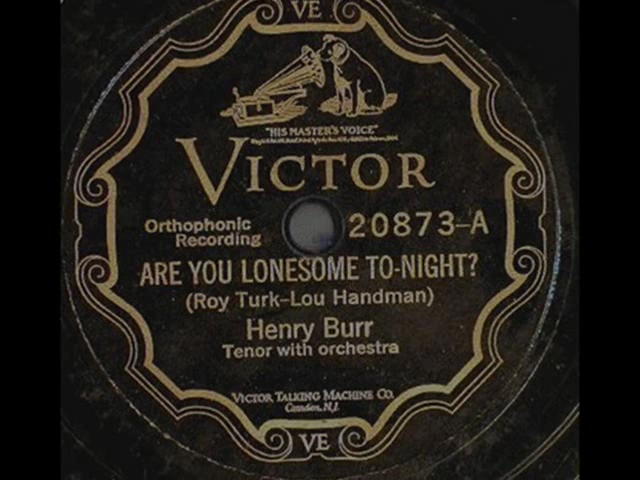 VE
"HIS MASTER'S VOICE"
VICTOR
Orthophonic
Recording
20873-A
ARE YOU LONESOME TO-NIGHT?
(Roy Turk-Lou Handman)
Henry Burr
Tenor with orchestra
VICTOR TALKING MACHINE CO.
Camden, N.J.
VE